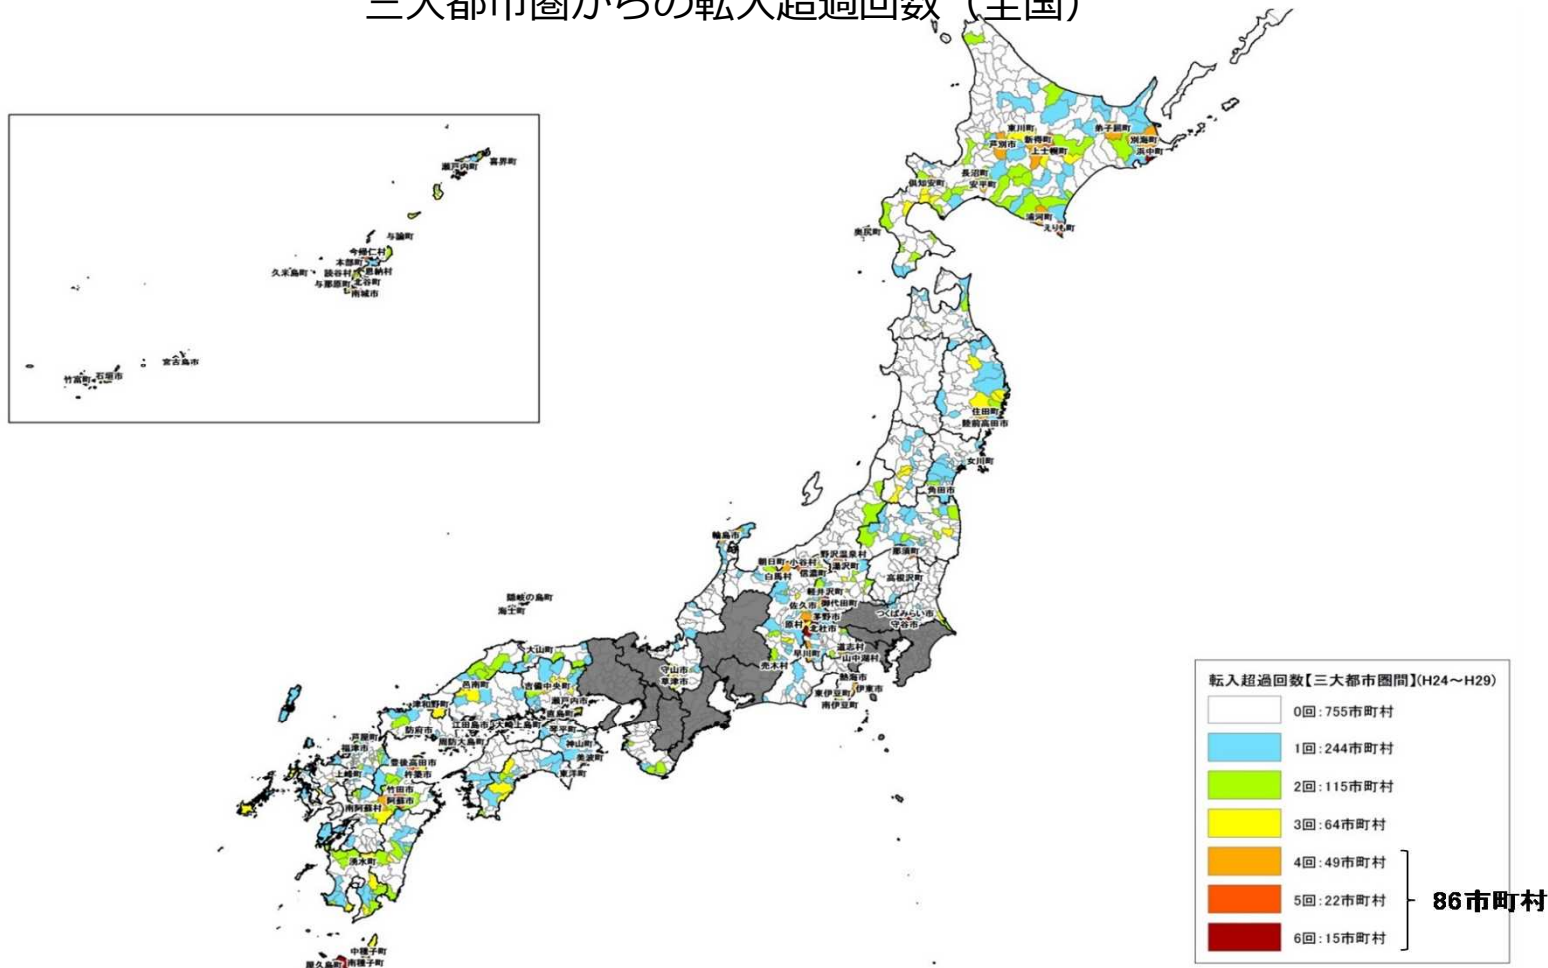 三大都市圏からの転入超過回数（全国）
東川町
弟子屈町
戸別市
新得町
別海町
上士幌町
浜中町
長沼町
倶知安町
安平町
浦河町
えりも町
奥尻町
喜界町
瀬戸内町
与論町
今帰仁村
本部町
恩納村
久米島町
読谷村
北谷町
与那原町
南城市
宮古島市
竹富町
石垣市
住田町
陸前高田市
女川町
角田市
輪島市
野沢温泉村
那須町
朝日町
小谷村
湯沢町
白馬村
信濃町
高根沢町
軽井沢町
佐久市
御代田町
つくばみらい市
茅野市
守谷市
原村
北杜市
道志村
早川町
山中湖村
売木村
熱海市
東伊豆町
伊東市
南伊豆町
隠岐の島町
海士町
大山町
守山市
草津市
邑南町
吉備中央町
瀬戸内市
津和野町
直島町
江田島市
大崎上島町
琴平町
防府市
周防大島町
神山町
芦屋町
美波町
福津市
東洋町
豊後高田市
上峰町
杵築市
竹田市
阿蘇市
南阿蘇村
湧水町
中種子町
屋久島町
南種子町
転入超過回数【三大都市圏間】(H24～H29)
0回：755市町村
1回：244市町村
2回：115市町村
3回：64市町村
4回：49市町村
5回：22市町村
86市町村
6回：15市町村